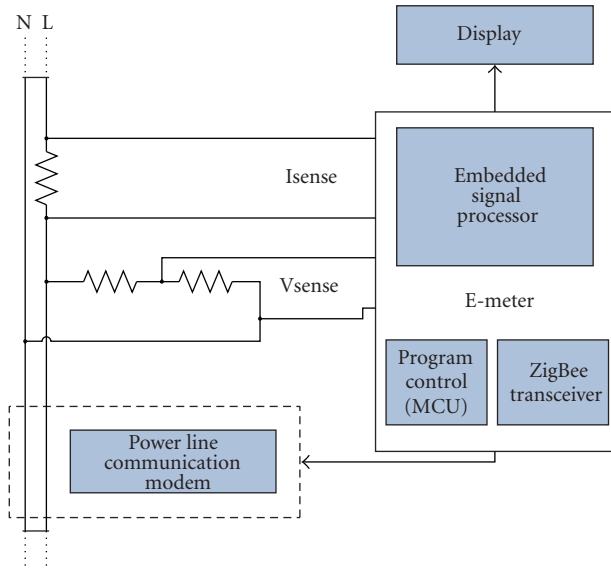 N L
Display
Isense
Embedded
signal
processor
Vsense
E-meter
Program
control
(MCU)
ZigBee
transceiver
Power line
communication
modem